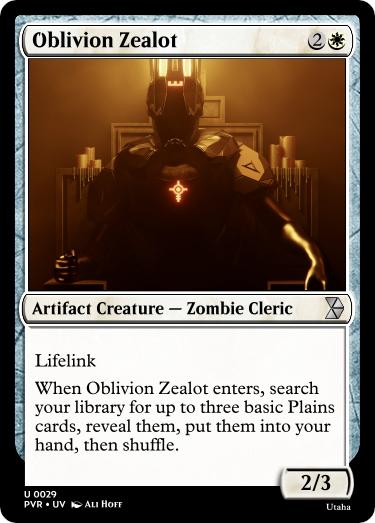 Oblivion Zealot 2
Artifact Creature — Zombie Cleric
Lifelink
When Oblivion Zealot enters, search
your library for up to three basic Plains
cards, reveal them, put them into your
hand, then shuffle.
2/3
U 0029
PVR • UV Ali Hoff
Utaha